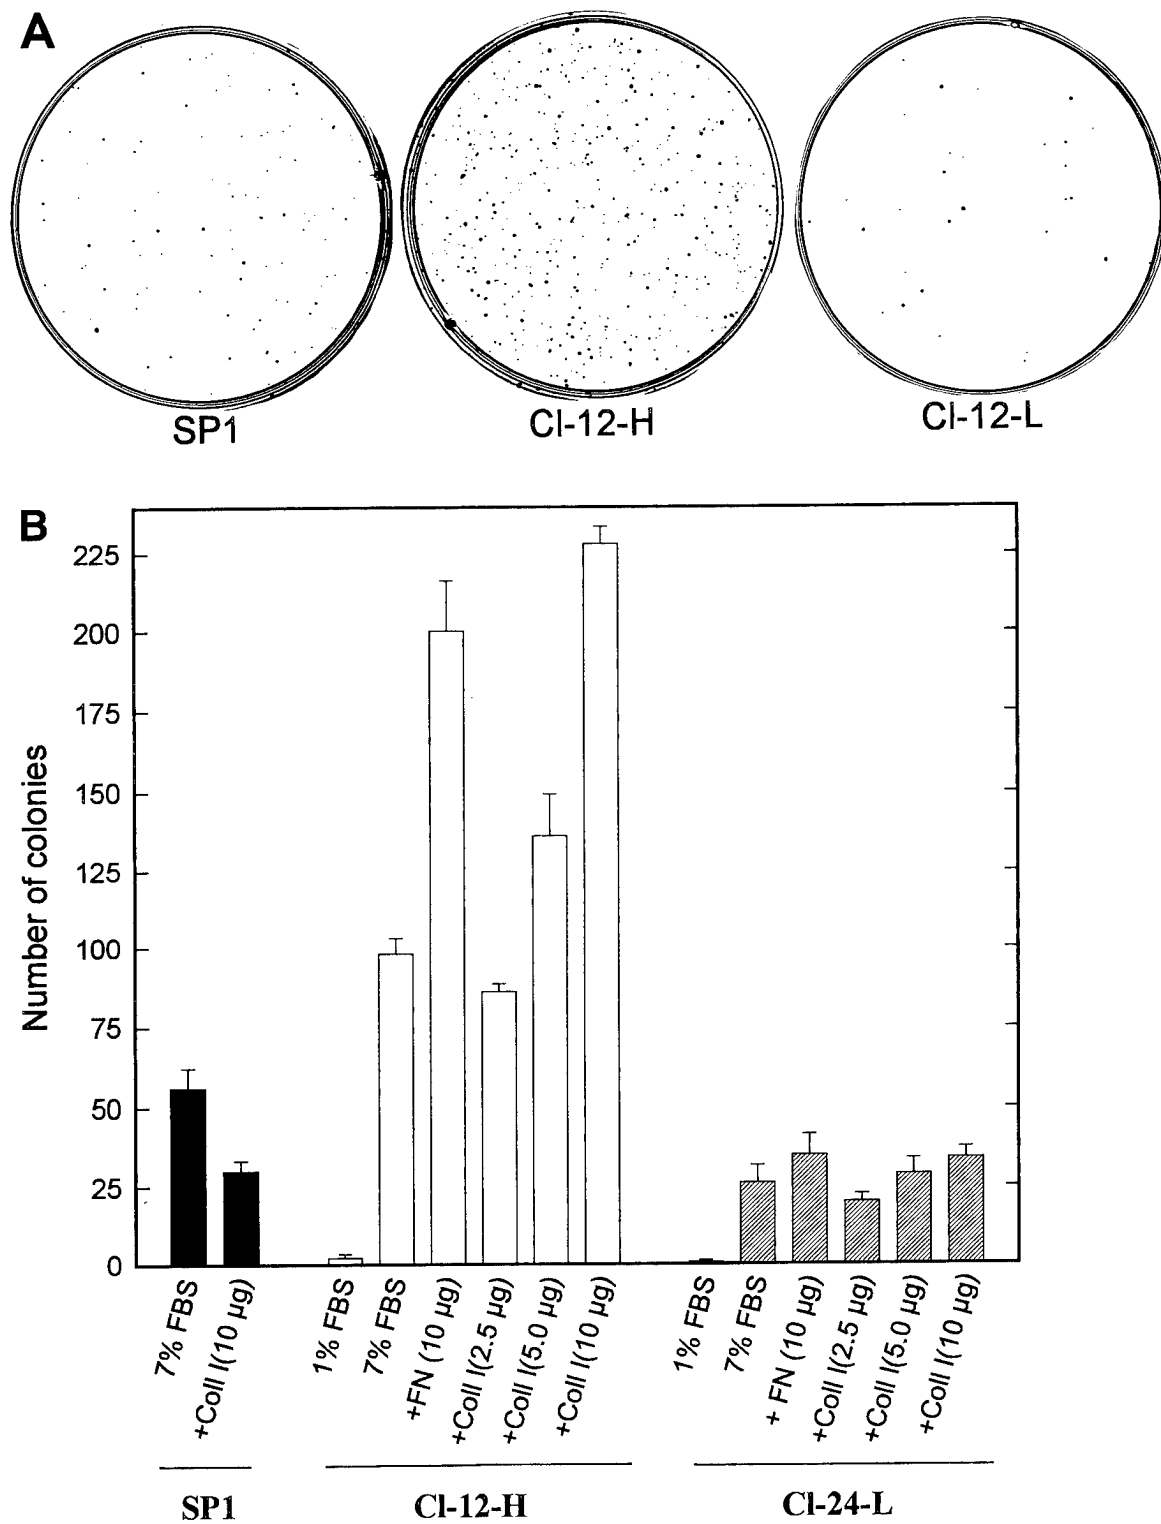 A
SP1
Cl-12-H
Cl-12-L
B
Number of colonies
225
200
175
150
125
100
75
50
25
0
7% FBS
+Coll I(10 µg)
1% FBS
7% FBS
+FN (10 µg)
+Coll I(2.5 µg)
+Coll I(5.0 µg)
+Coll I(10 µg)
1% FBS
7% FBS
+ FN (10 µg)
+Coll I(2.5 µg)
+Coll I(5.0 µg)
+Coll I(10 µg)
SP1
Cl-12-H
Cl-24-L